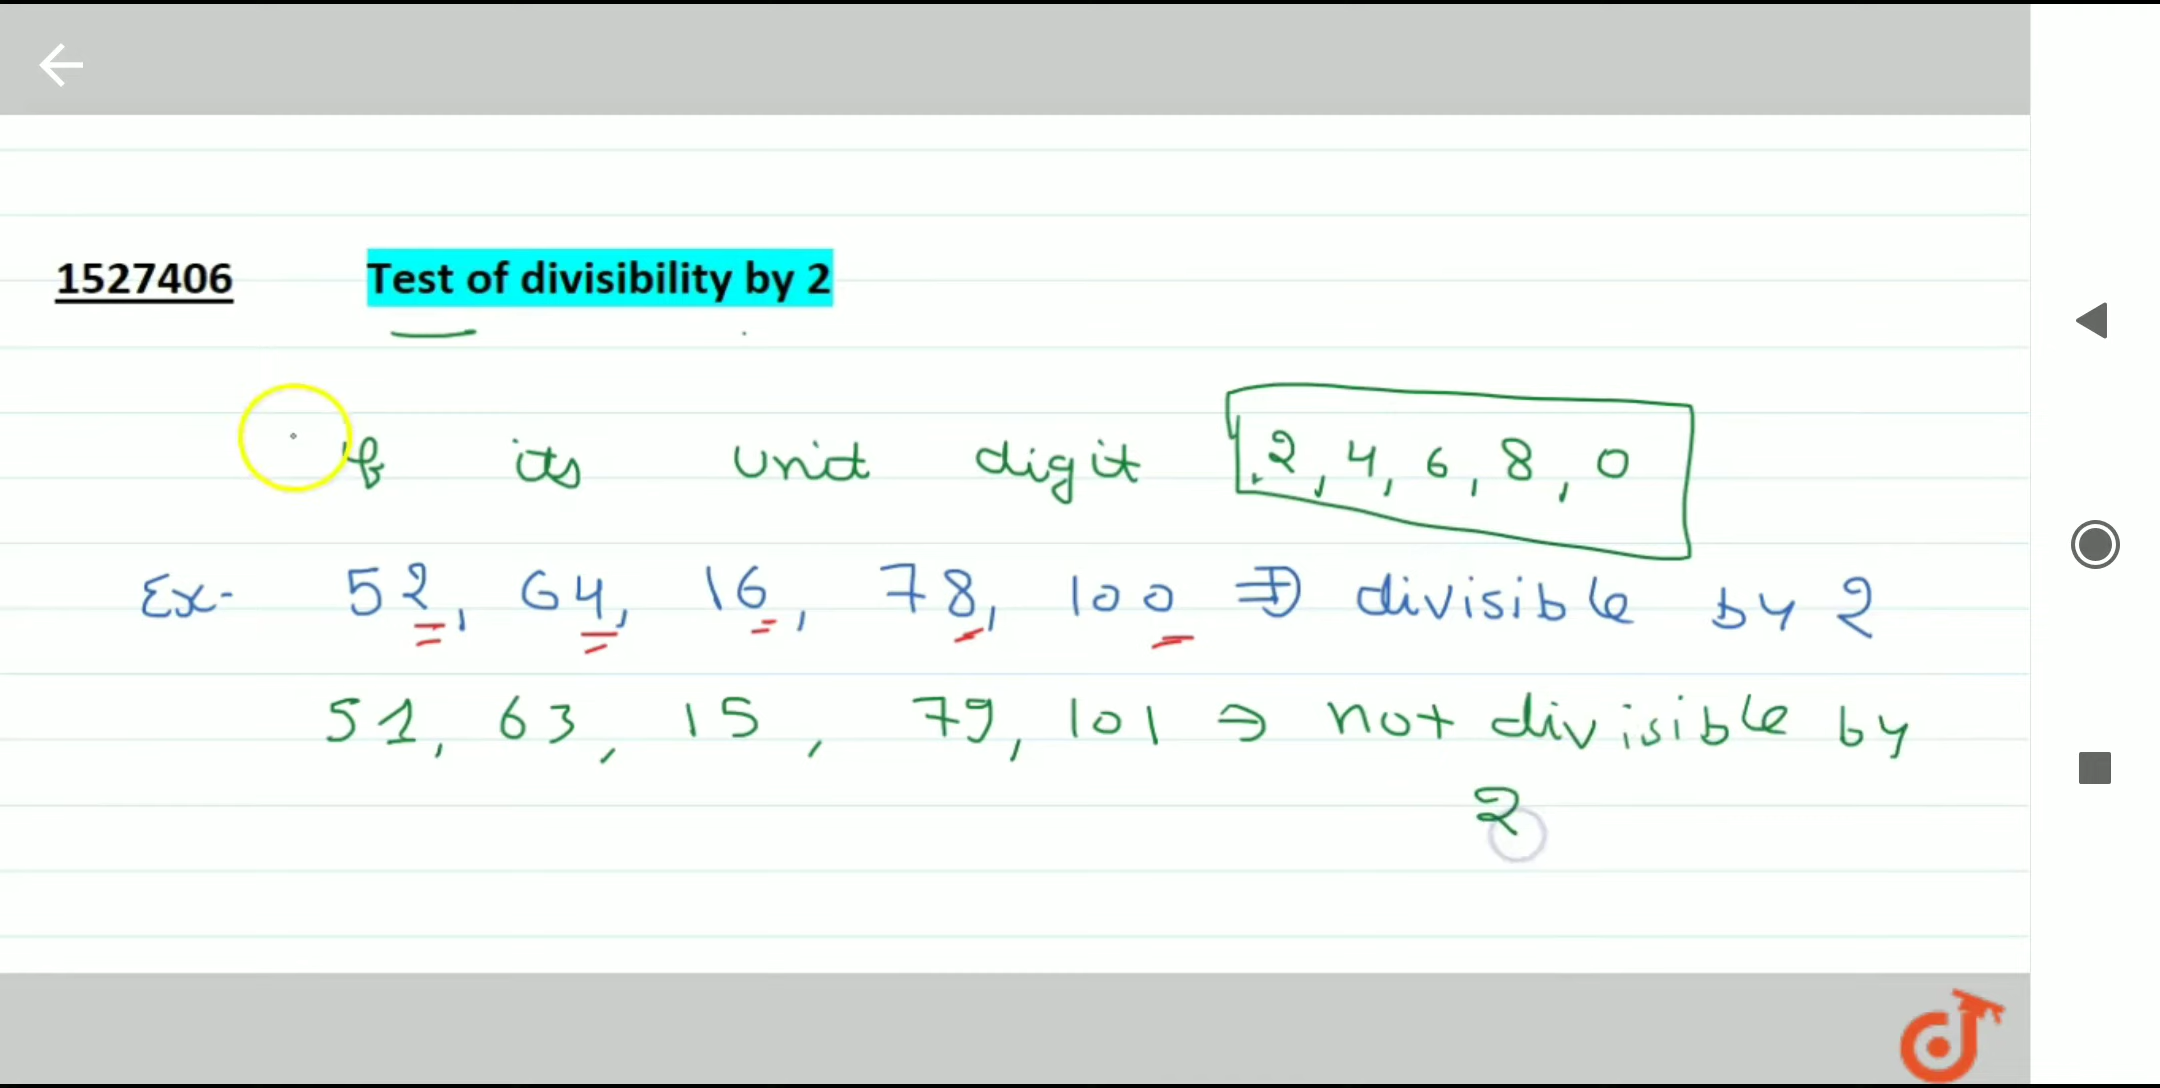 1527406 Test of divisibility by 2
If its unit digit 2, 4, 6, 8, 0
Ex- 52, 64, 16, 78, 100 ⇒ divisible by 2
51, 63, 15, 79, 101 ⇒ not divisible by
2